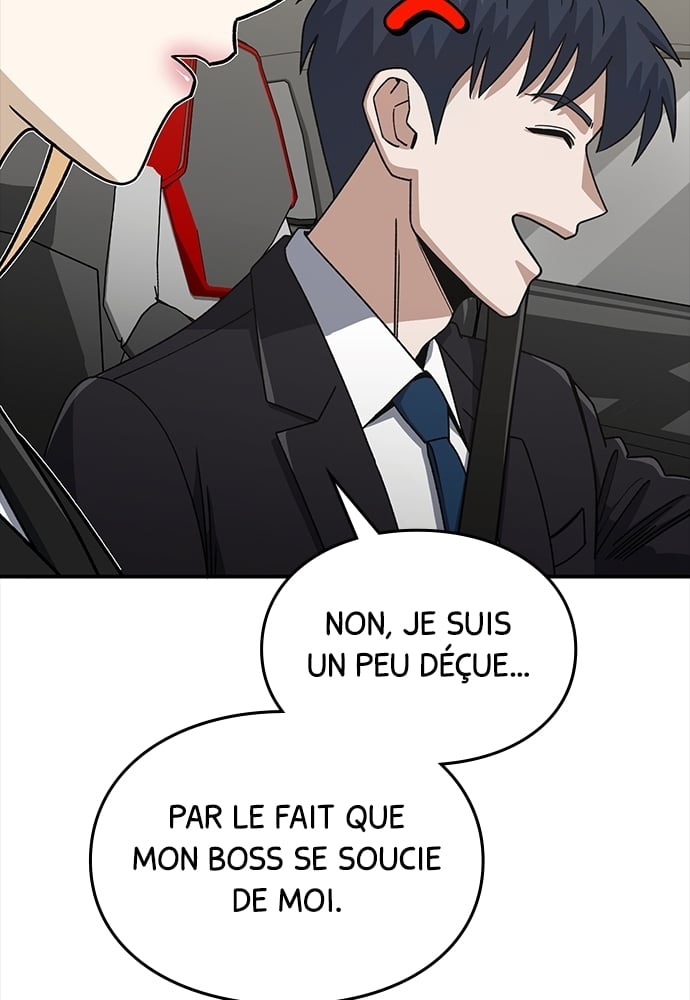 NON, JE SUIS
UN PEU DÉÇUE...
PAR LE FAIT QUE
MON BOSS SE SOUCIE
DE MOI.